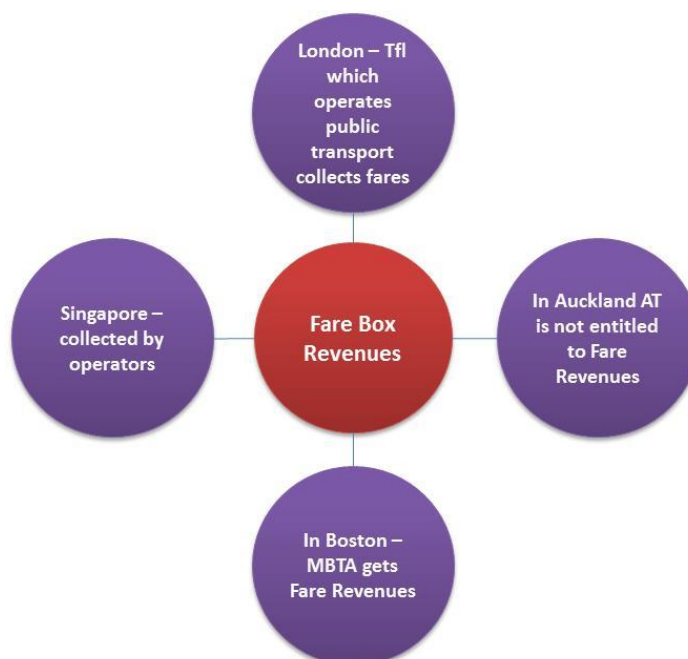 London – Tfl
which
operates
public
transport
collects fares
Singapore –
collected by
operators
Fare Box
Revenues
In Auckland AT
is not entitled
to Fare
Revenues
In Boston –
MBTA gets
Fare Revenues